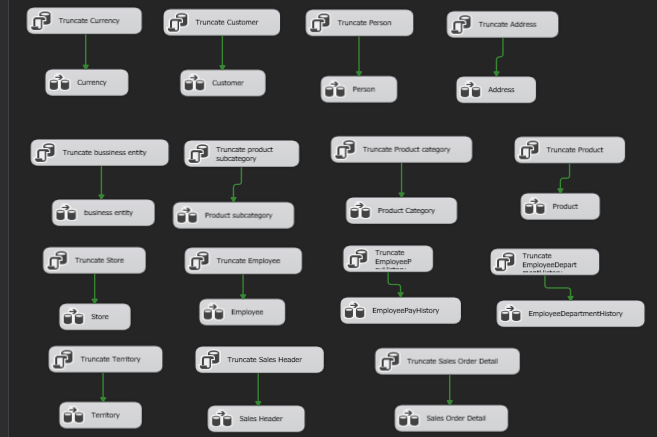 Truncate Currency
Truncate Customer
Truncate Person
Truncate Address
Currency
Customer
Person
Address
Truncate bussiness entity
Truncate product
subcategory
Truncate Product category
Truncate Product
business entity
Product subcategory
Product Category
Product
Truncate Store
Truncate Employee
Truncate
EmployeeP
Truncate
EmployeeDepart
Store
Employee
EmployeePayHistory
EmployeeDepartmentHistory
Truncate Territory
Truncate Sales Header
Truncate Sales Order Detail
Territory
Sales Header
Sales Order Detail